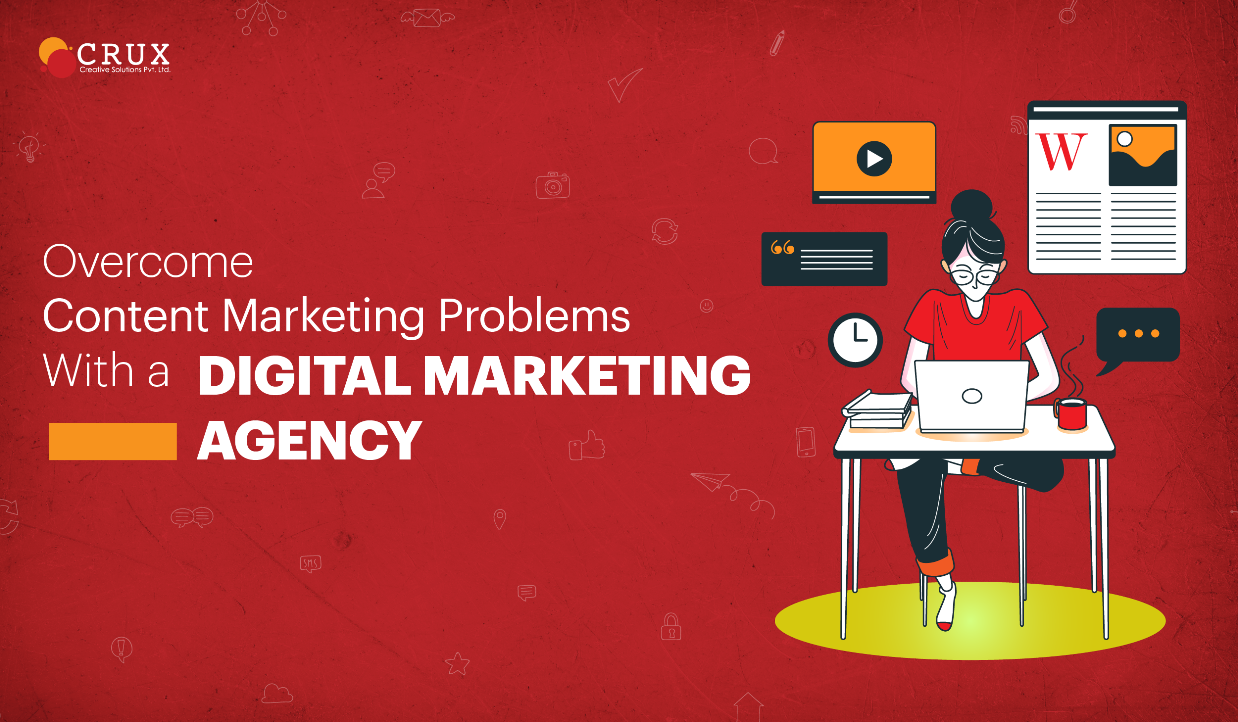 CRUX
Creative Solutions Pvt. Ltd.
W
Overcome
Content Marketing Problems
With a DIGITAL MARKETING
AGENCY
SMS